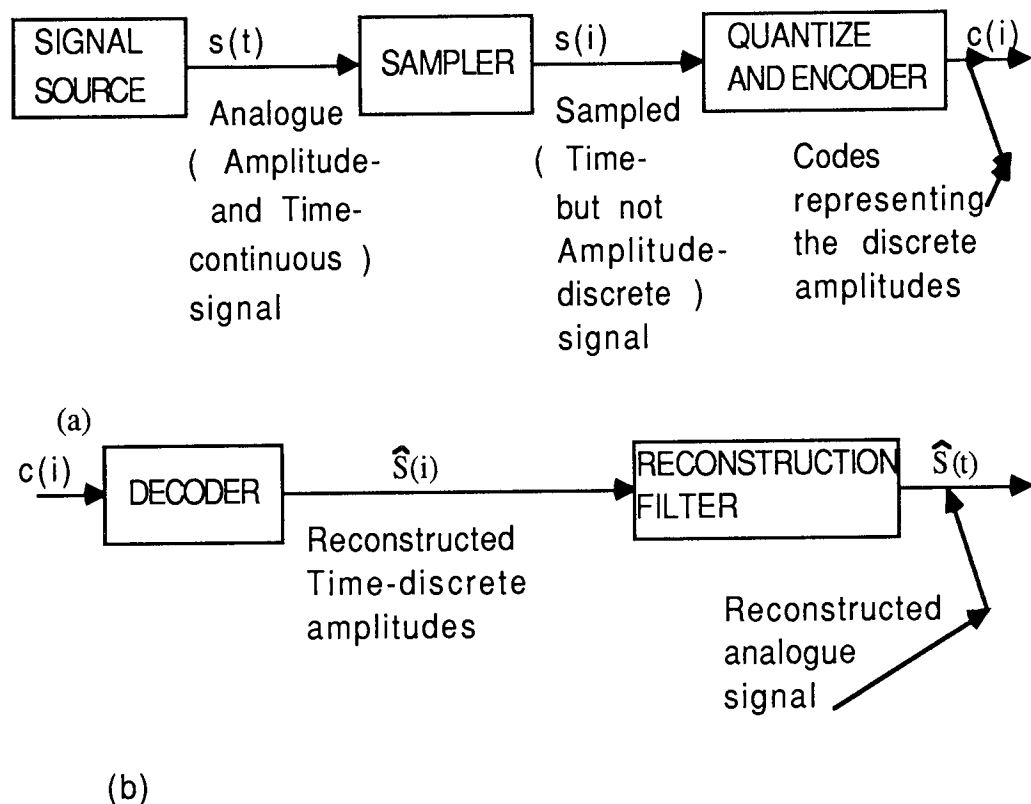 SIGNAL
SOURCE
s(t)
Analogue
( Amplitude-
and Time-
continuous )
signal
SAMPLER
s(i)
Sampled
( Time-
but not
Amplitude-
discrete )
signal
QUANTIZE
AND ENCODER
c(i)
Codes
representing
the discrete
amplitudes
(a)
c(i)
DECODER
Ŝ(i)
Reconstructed
Time-discrete
amplitudes
RECONSTRUCTION
FILTER
Ŝ(t)
Reconstructed
analogue
signal
(b)